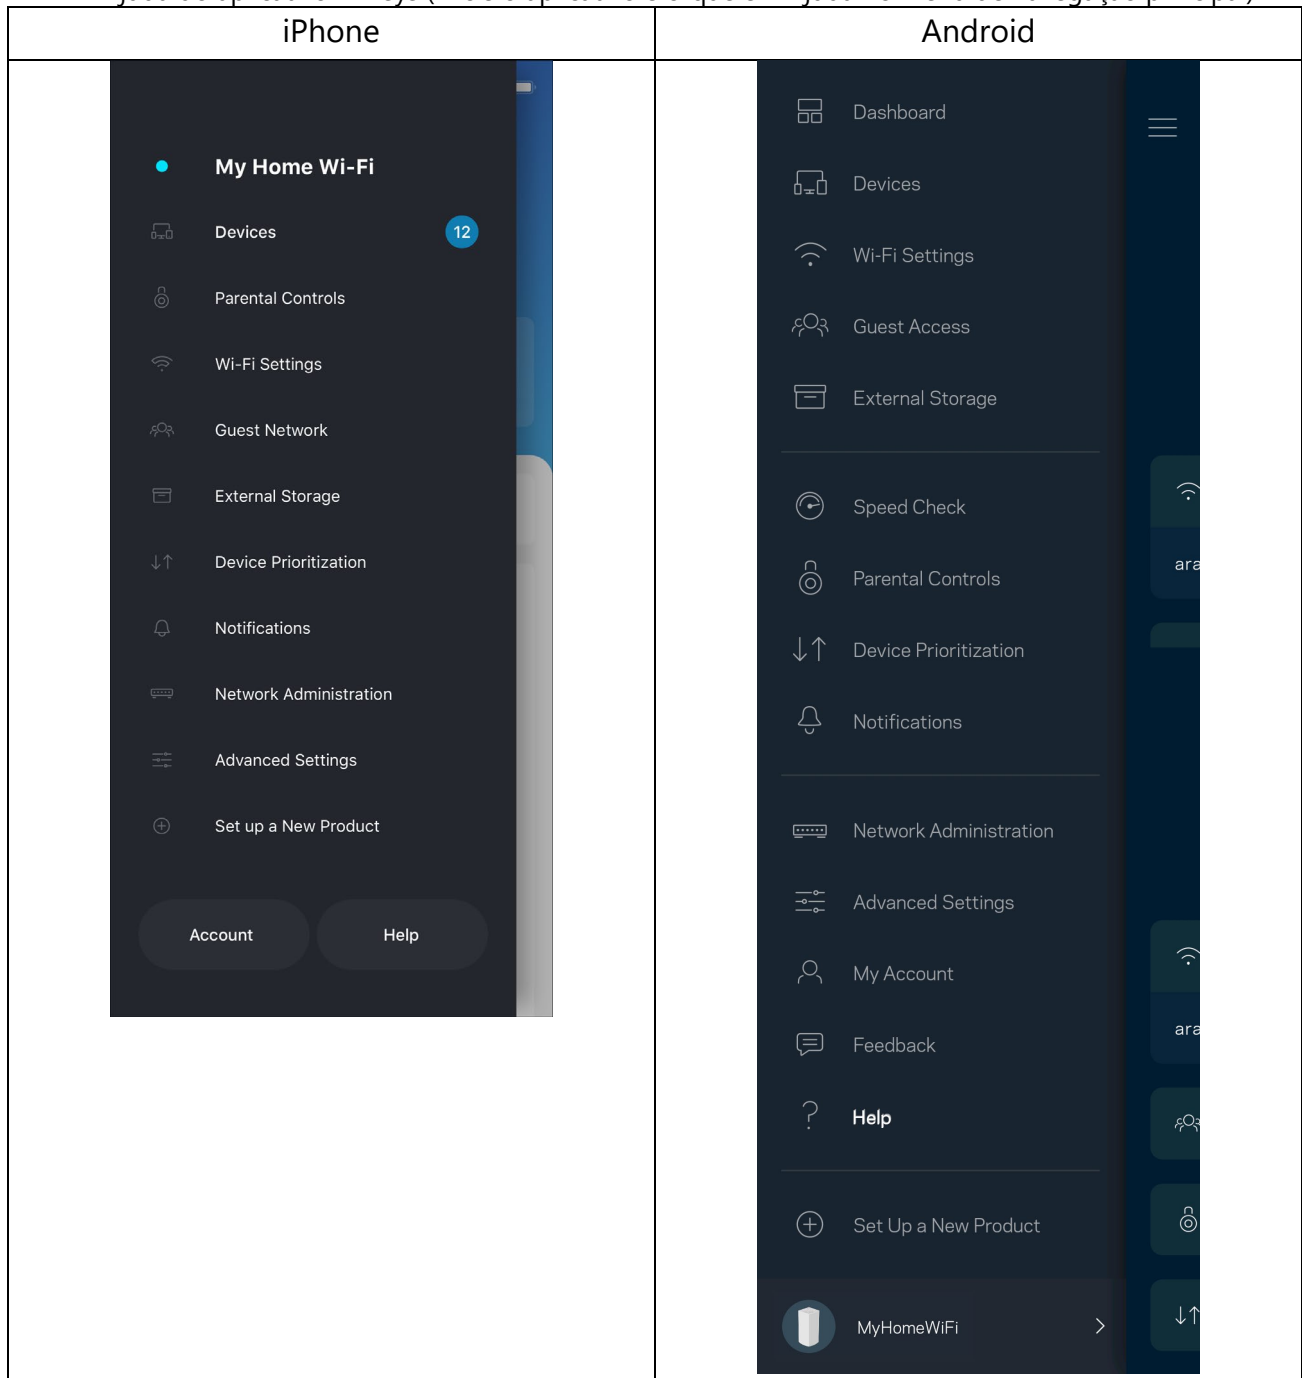 iPhone
Android
My Home Wi-Fi
Devices
12
Parental Controls
Wi-Fi Settings
Guest Network
External Storage
Device Prioritization
Notifications
Network Administration
Advanced Settings
Set up a New Product
Account
Help
Dashboard
Devices
Wi-Fi Settings
Guest Access
External Storage
Speed Check
Parental Controls
Device Prioritization
Notifications
Network Administration
Advanced Settings
My Account
Feedback
Help
Set Up a New Product
MyHomeWiFi
ara
ara